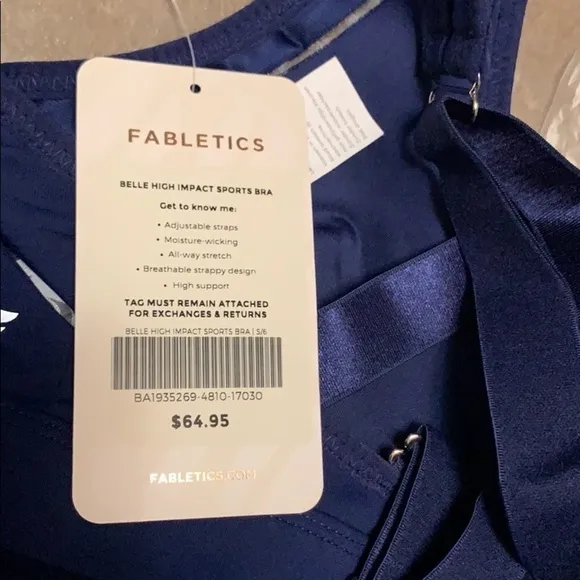 FABLETICS
BELLE HIGH IMPACT SPORTS BRA
Get to know me:
• Adjustable straps
• Moisture-wicking
• All-way stretch
• Breathable strappy design
• High support
TAG MUST REMAIN ATTACHED
FOR EXCHANGES & RETURNS
BELLE HIGH IMPACT SPORTS BRA | S/6
BA1935269-4810-17030
$64.95
FABLETICS.COM